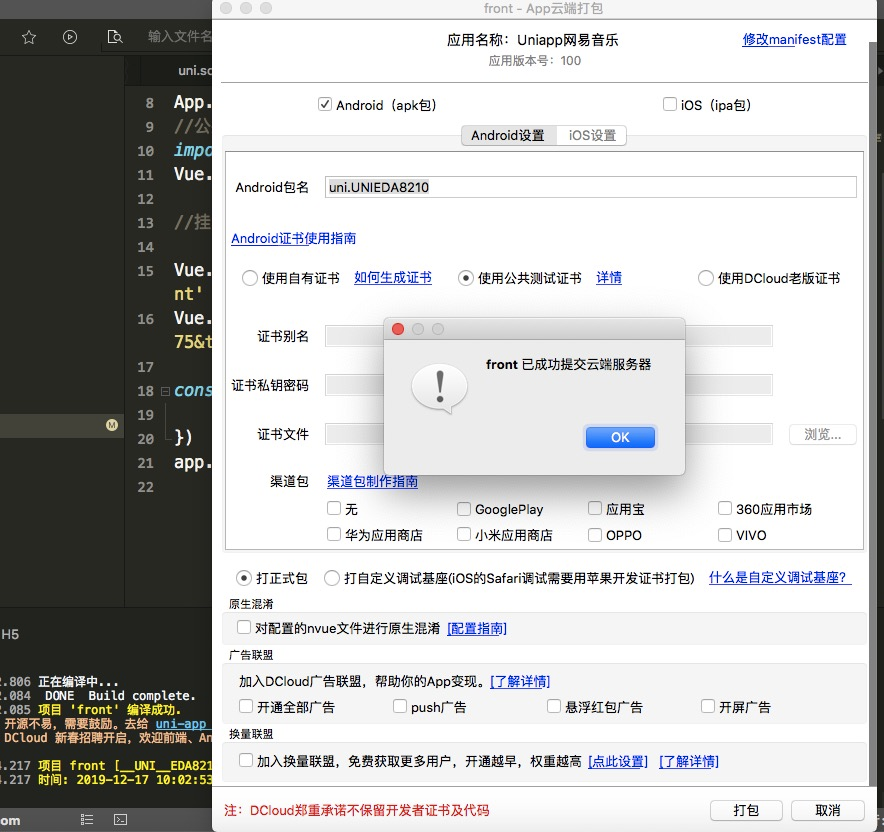 front - App云端打包
应用名称：Uniapp网易音乐
修改manifest配置
应用版本号：100
输入文件名
uni.sc
Android（apk包）
iOS（ipa包）
Android设置
iOS设置
8 App.
9 //公
10 impo
11 Vue.
12
13 //挂
14
15 Vue.
nt'
16 Vue.
75&t
17
18 cons
19
20 })
21 app.
22
Android包名
uni.UNIEDA8210
Android证书使用指南
使用自有证书 如何生成证书 使用公共测试证书 详情 使用DCloud老版证书
证书别名
证书私钥密码
证书文件
浏览...
front 已成功提交云端服务器
OK
渠道包 渠道包制作指南
无 GooglePlay 应用宝 360应用市场
华为应用商店 小米应用商店 OPPO VIVO
打正式包 打自定义调试基座(iOS的Safari调试需要用苹果开发证书打包) 什么是自定义调试基座?
原生混淆
对配置的nvue文件进行原生混淆 [配置指南]
广告联盟
加入DCloud广告联盟，帮助你的App变现。[了解详情]
开通全部广告 push广告 悬浮红包广告 开屏广告
换量联盟
加入换量联盟，免费获取更多用户，开通越早，权重越高 [点此设置] [了解详情]
注：DCloud郑重承诺不保留开发者证书及代码
打包
取消
M
H5
2.806 正在编译中...
2.084 DONE Build complete.
2.085 项目 'front' 编译成功.
开源不易，需要鼓励。去给 uni-app
DCloud 新春招聘开启，欢迎前端、An
4.217 项目 front [__UNI__EDA821
4.217 时间: 2019-12-17 10:02:53
om